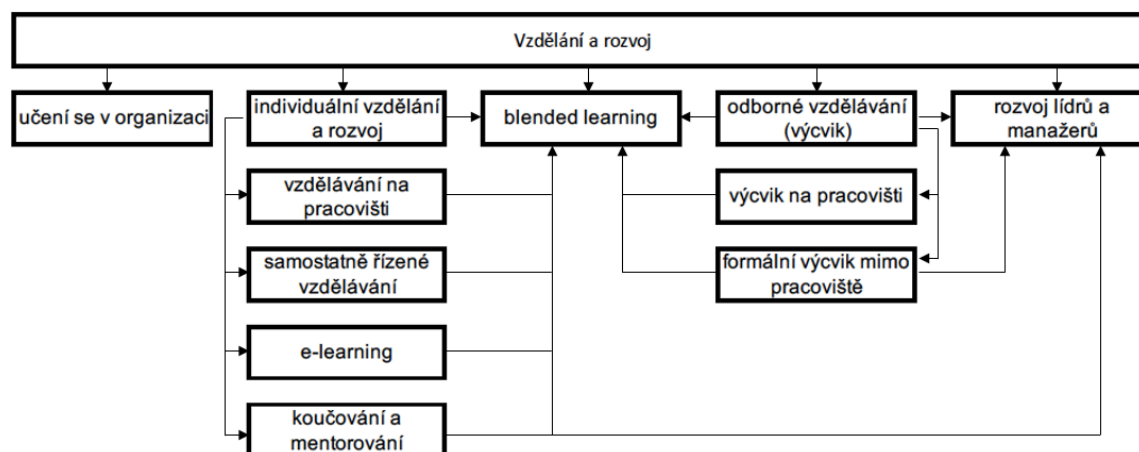 Vzdělání a rozvoj
učení se v organizaci
individuální vzdělání
a rozvoj
blended learning
odborné vzdělávání
(výcvik)
rozvoj lídrů a
manažerů
vzdělávání na
pracovišti
výcvik na pracovišti
samostatně řízené
vzdělávání
formální výcvik mimo
pracoviště
e-learning
koučování a
mentorování